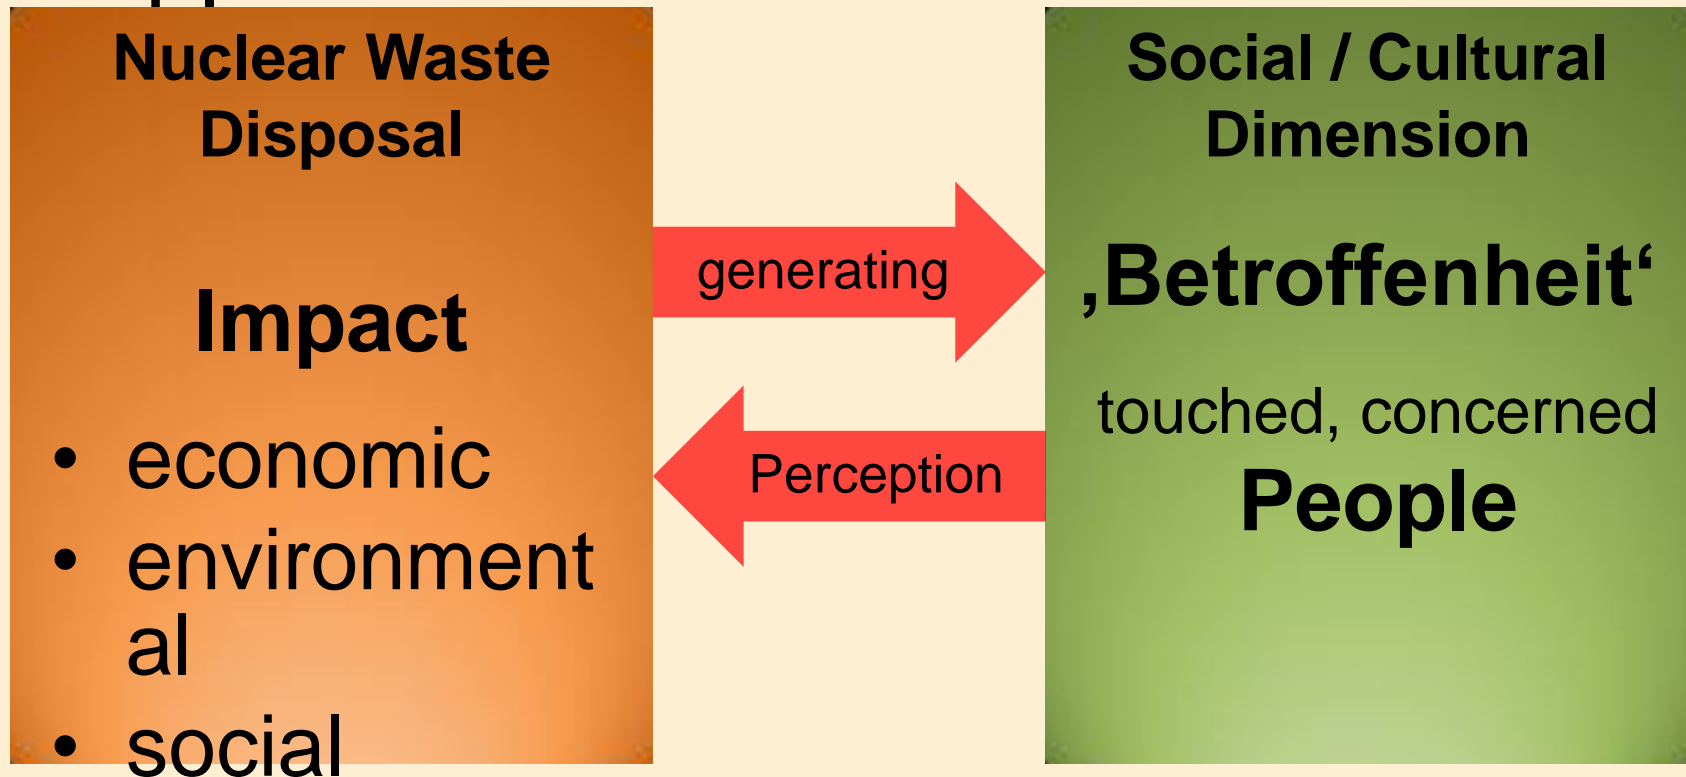 Nuclear Waste
Disposal
Impact
• economic
• environment
al
• social
generating
Perception
Social / Cultural
Dimension
‚Betroffenheit‘
touched, concerned
People